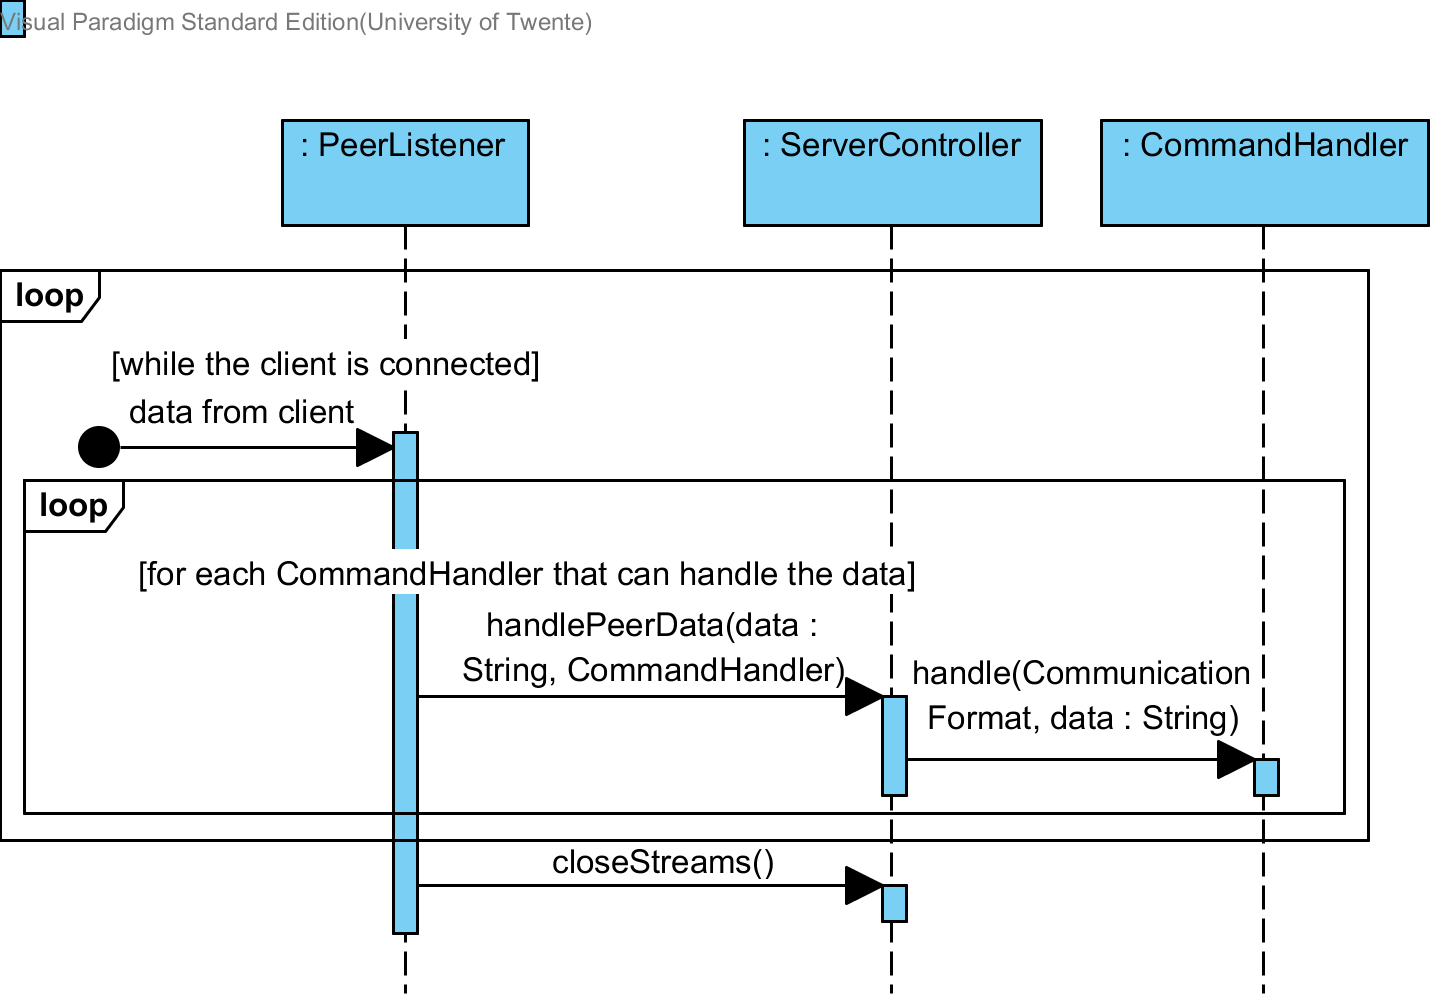 Visual Paradigm Standard Edition(University of Twente)
: PeerListener
: ServerController
: CommandHandler
loop
[while the client is connected]
data from client
loop
[for each CommandHandler that can handle the data]
handlePeerData(data :
String, CommandHandler)
handle(Communication
Format, data : String)
closeStreams()